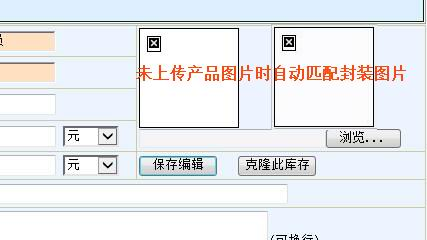 员
未上传产品图片时自动匹配封装图片
元
浏览...
元
保存编辑
克隆此库存
(可换行)